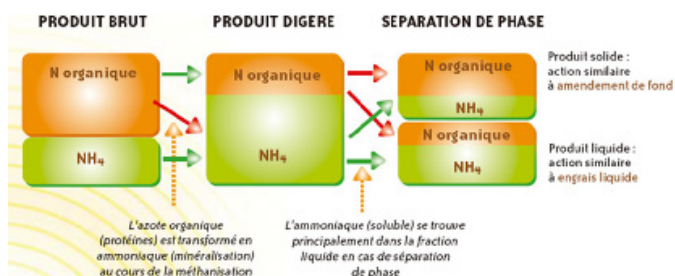 PRODUIT BRUT
PRODUIT DIGERE
SEPARATION DE PHASE
N organique
NH₄
N organique
NH₄
N organique
NH₄
N organique
NH₄
Produit solide :
action similaire
à amendement de fond
Produit liquide :
action similaire
à engrais liquide
L'azote organique
(protéines) est transformé en
ammoniaque (minéralisation)
au cours de la méthanisation
L'ammoniaque (soluble) se trouve
principalement dans la fraction
liquide en cas de séparation
de phase